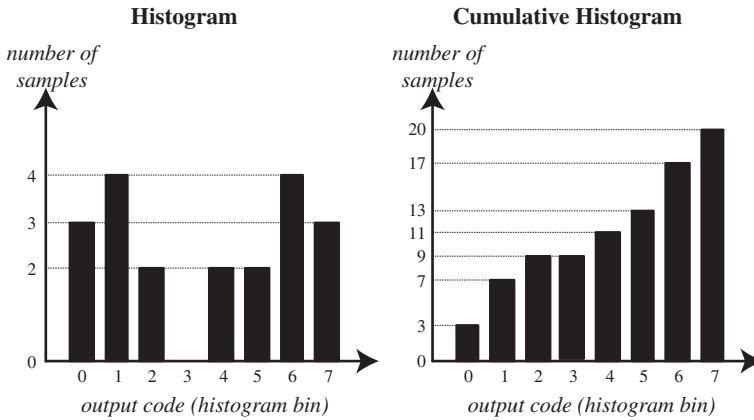 Histogram
number of
samples
4
3
2
0
0 1 2 3 4 5 6 7
output code (histogram bin)
Cumulative Histogram
number of
samples
20
17
13
11
9
7
3
0
0 1 2 3 4 5 6 7
output code (histogram bin)